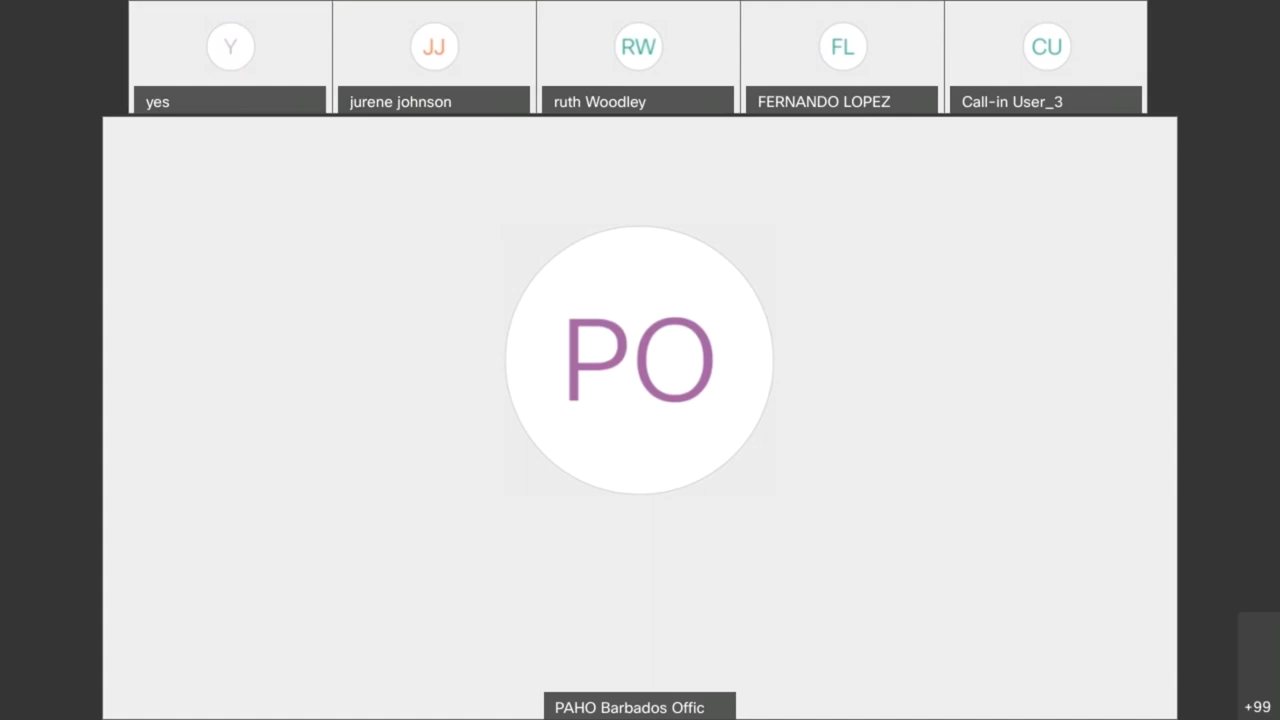 Y
JJ
RW
FL
CU
yes
jurene johnson
ruth Woodley
FERNANDO LOPEZ
Call-in User_3
PO
PAHO Barbados Offic
+99